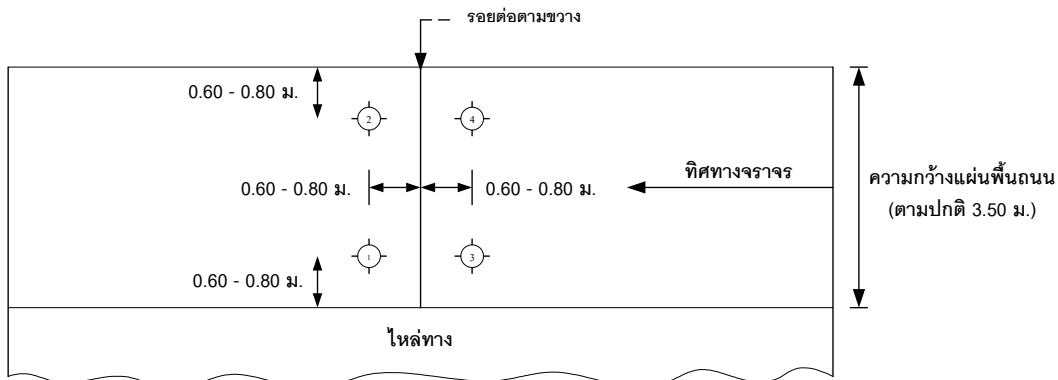 รอยต่อตามขวาง
0.60 - 0.80 ม.
2
4
0.60 - 0.80 ม.
0.60 - 0.80 ม.
ทิศทางจราจร
ความกว้างแผ่นพื้นถนน
(ตามปกติ 3.50 ม.)
1
3
0.60 - 0.80 ม.
ไหล่ทาง